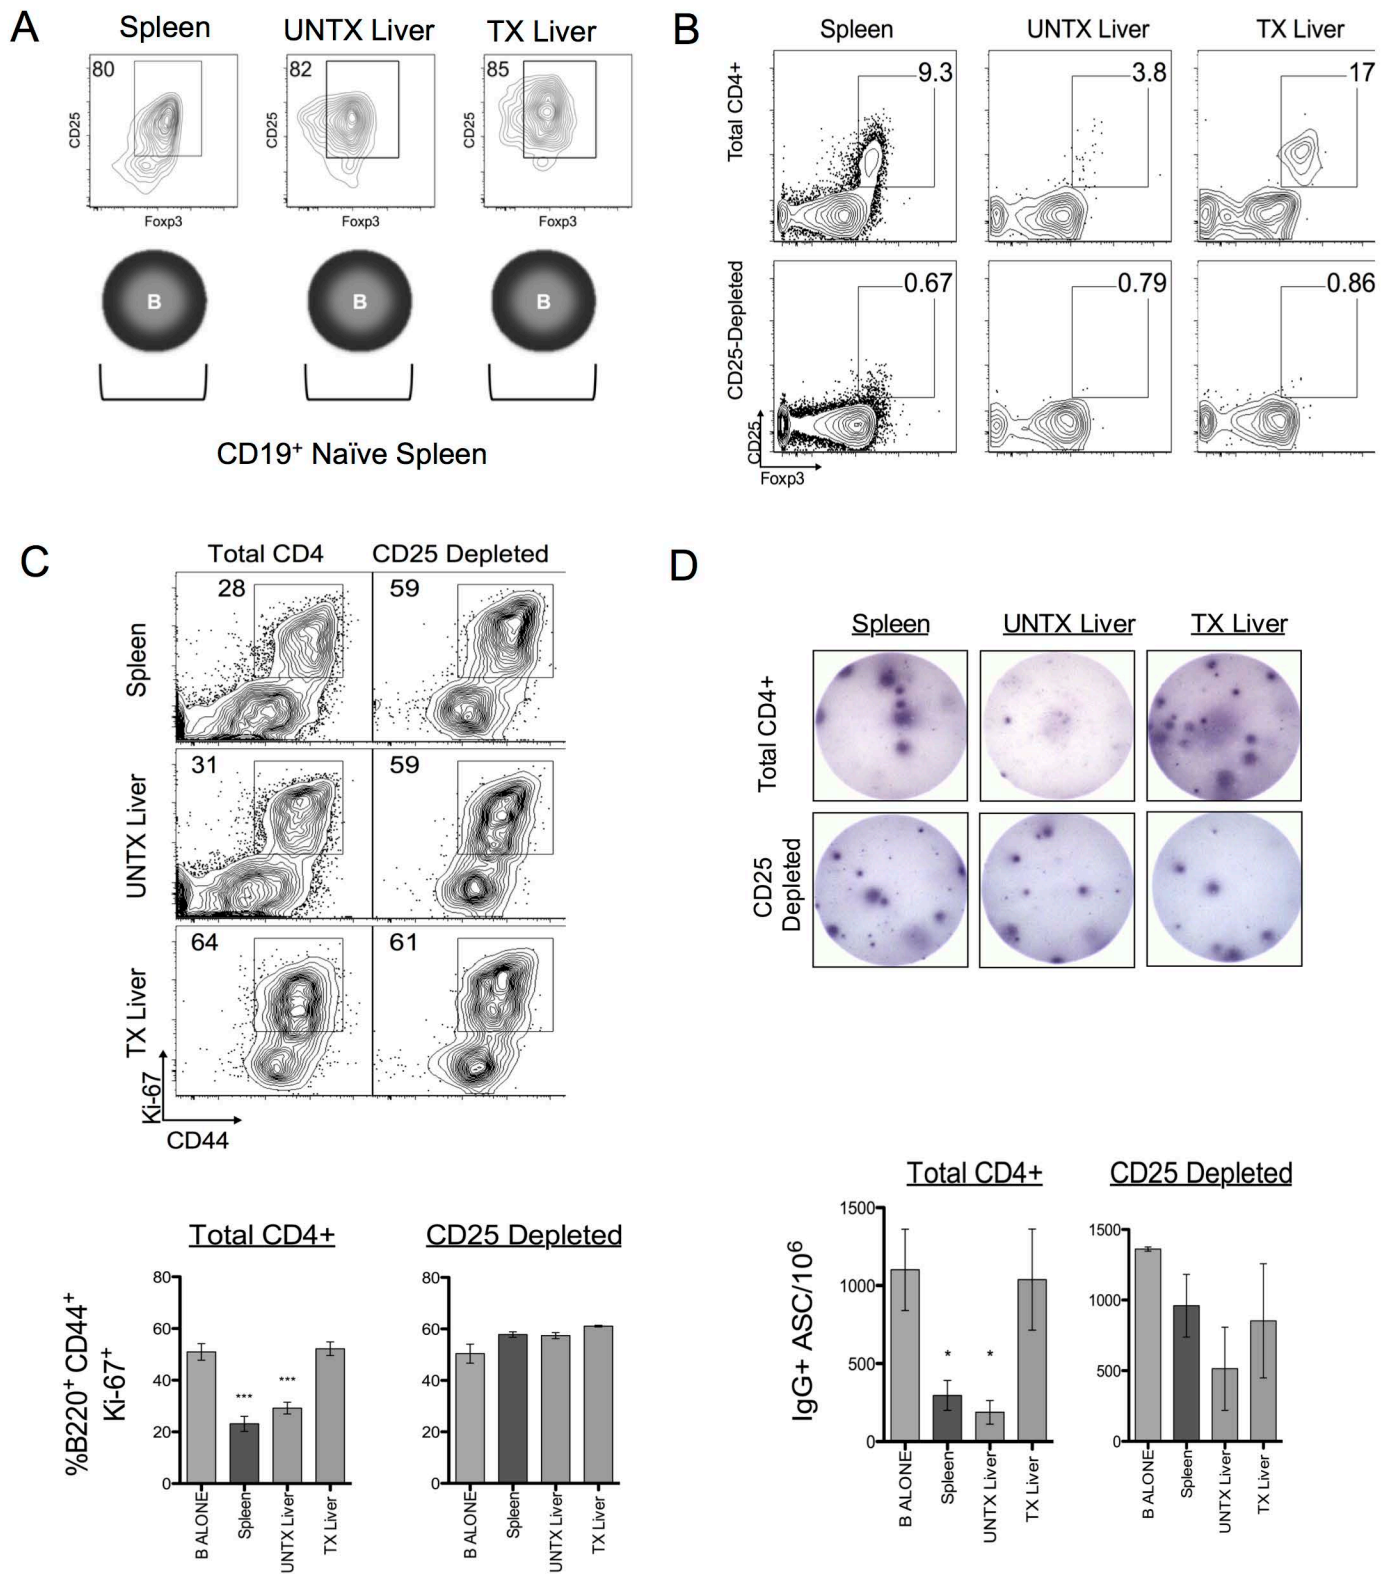 A
Spleen
UNTX Liver
TX Liver
80
82
85
CD25
CD25
CD25
Foxp3
Foxp3
Foxp3
B
B
B
CD19+ Naïve Spleen
B
Spleen
UNTX Liver
TX Liver
Total CD4+
9.3
3.8
17
CD25-Depleted
0.67
0.79
0.86
CD25
Foxp3
C
Total CD4
CD25 Depleted
Spleen
28
59
UNTX Liver
31
59
TX Liver
64
61
Ki-67
CD44
Total CD4+
CD25 Depleted
%B220+ CD44+
Ki-67+
80
60
40
20
0
***
***
B ALONE
Spleen
UNTX Liver
TX Liver
80
60
40
20
0
B ALONE
Spleen
UNTX Liver
TX Liver
D
Spleen
UNTX Liver
TX Liver
Total CD4+
CD25
Depleted
Total CD4+
CD25 Depleted
IgG+ ASC/10⁶
1500
1000
500
0
*
*
B ALONE
Spleen
UNTX Liver
TX Liver
1500
1000
500
0
B ALONE
Spleen
UNTX Liver
TX Liver